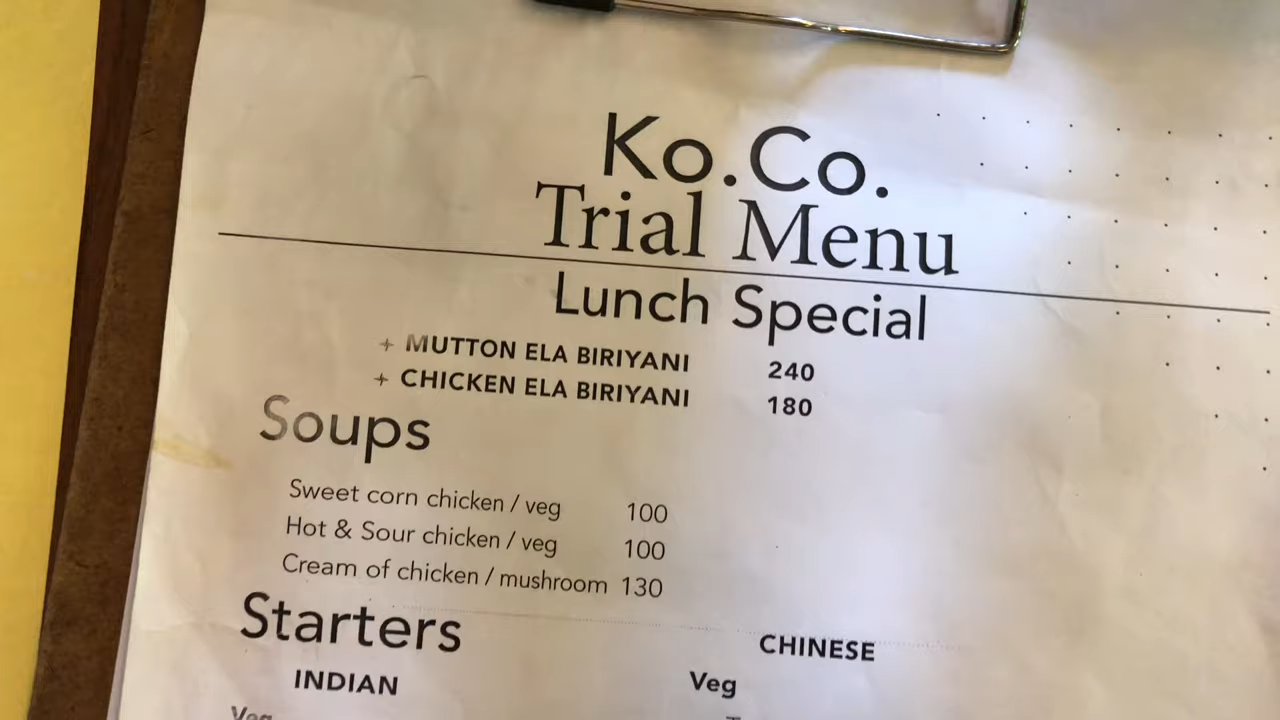 Ko.Co.
Trial Menu
Lunch Special
+ MUTTON ELA BIRIYANI 240
+ CHICKEN ELA BIRIYANI 180
Soups
Sweet corn chicken / veg 100
Hot & Sour chicken / veg 100
Cream of chicken / mushroom 130
Starters
CHINESE
INDIAN
Veg
Veg